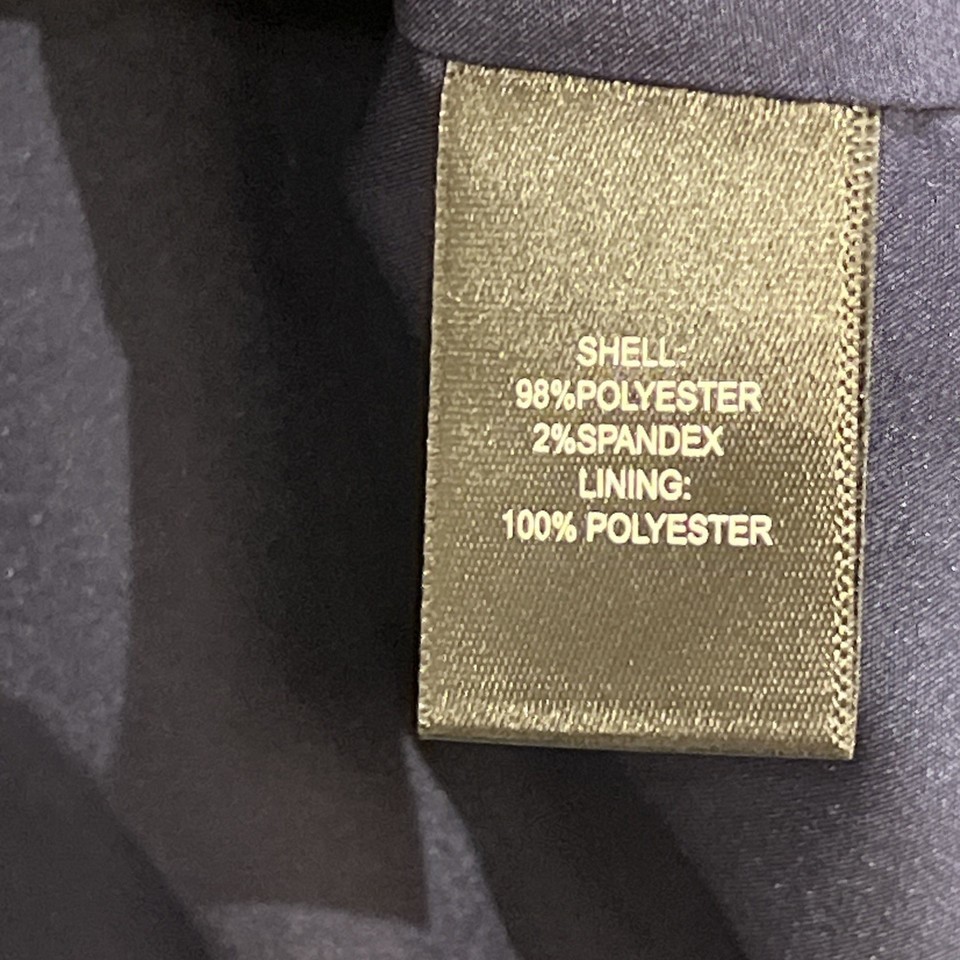 SHELL:
98%POLYESTER
2%SPANDEX
LINING:
100% POLYESTER